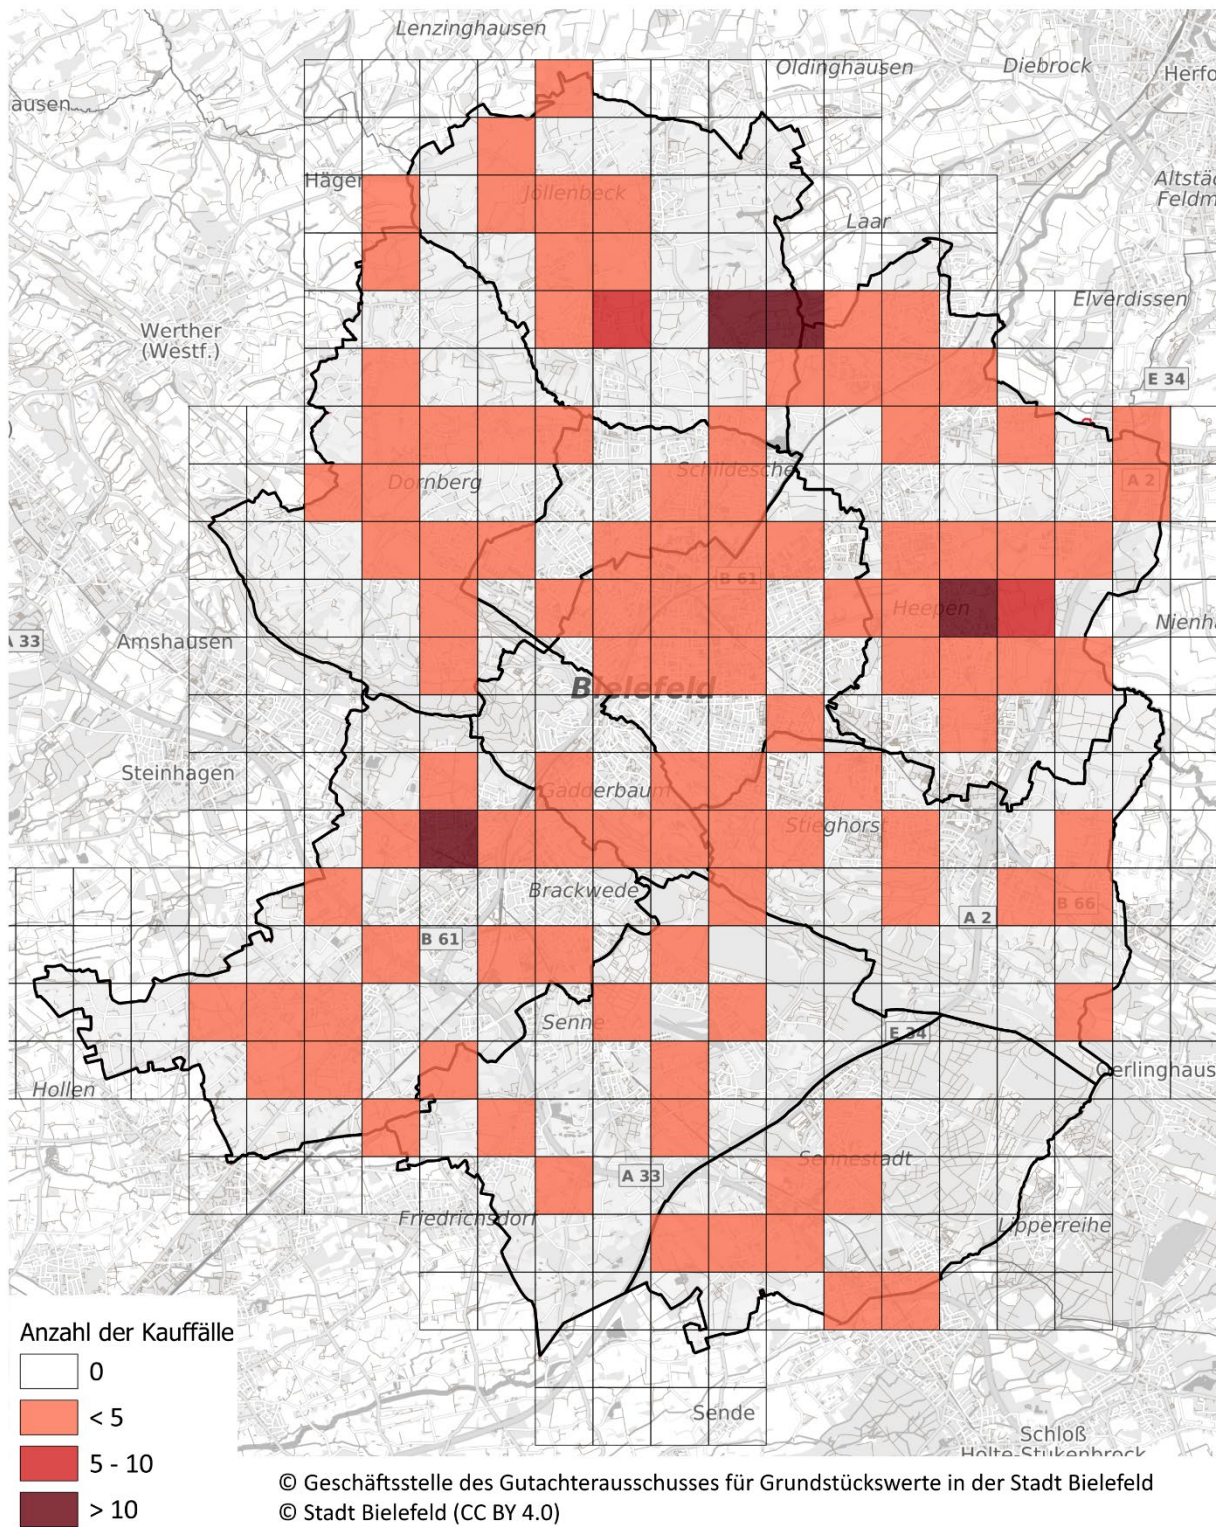 Lenzinghausen
Oldinghausen
Diebrock
Herfo
ausen
Häger
Jöllenbeck
Altstäd
Feldm
Laar
Elverdissen
Werther
(Westf.)
E 34
Schildesche
Dornberg
A 2
B 61
Heepen
Nienha
A 33
Amshausen
Bielefeld
Steinhagen
Gadderbaum
Stieghorst
Brackwede
B 66
A 2
B 61
Senne
E 34
Oerlinghaus
Hollen
Sennestadt
A 33
Friedrichsdorf
Lipperreihe
Anzahl der Kauffälle
0
< 5
5 - 10
> 10
Sende
Schloß
Holte-Stukenbrock
© Geschäftsstelle des Gutachterausschusses für Grundstückswerte in der Stadt Bielefeld
© Stadt Bielefeld (CC BY 4.0)